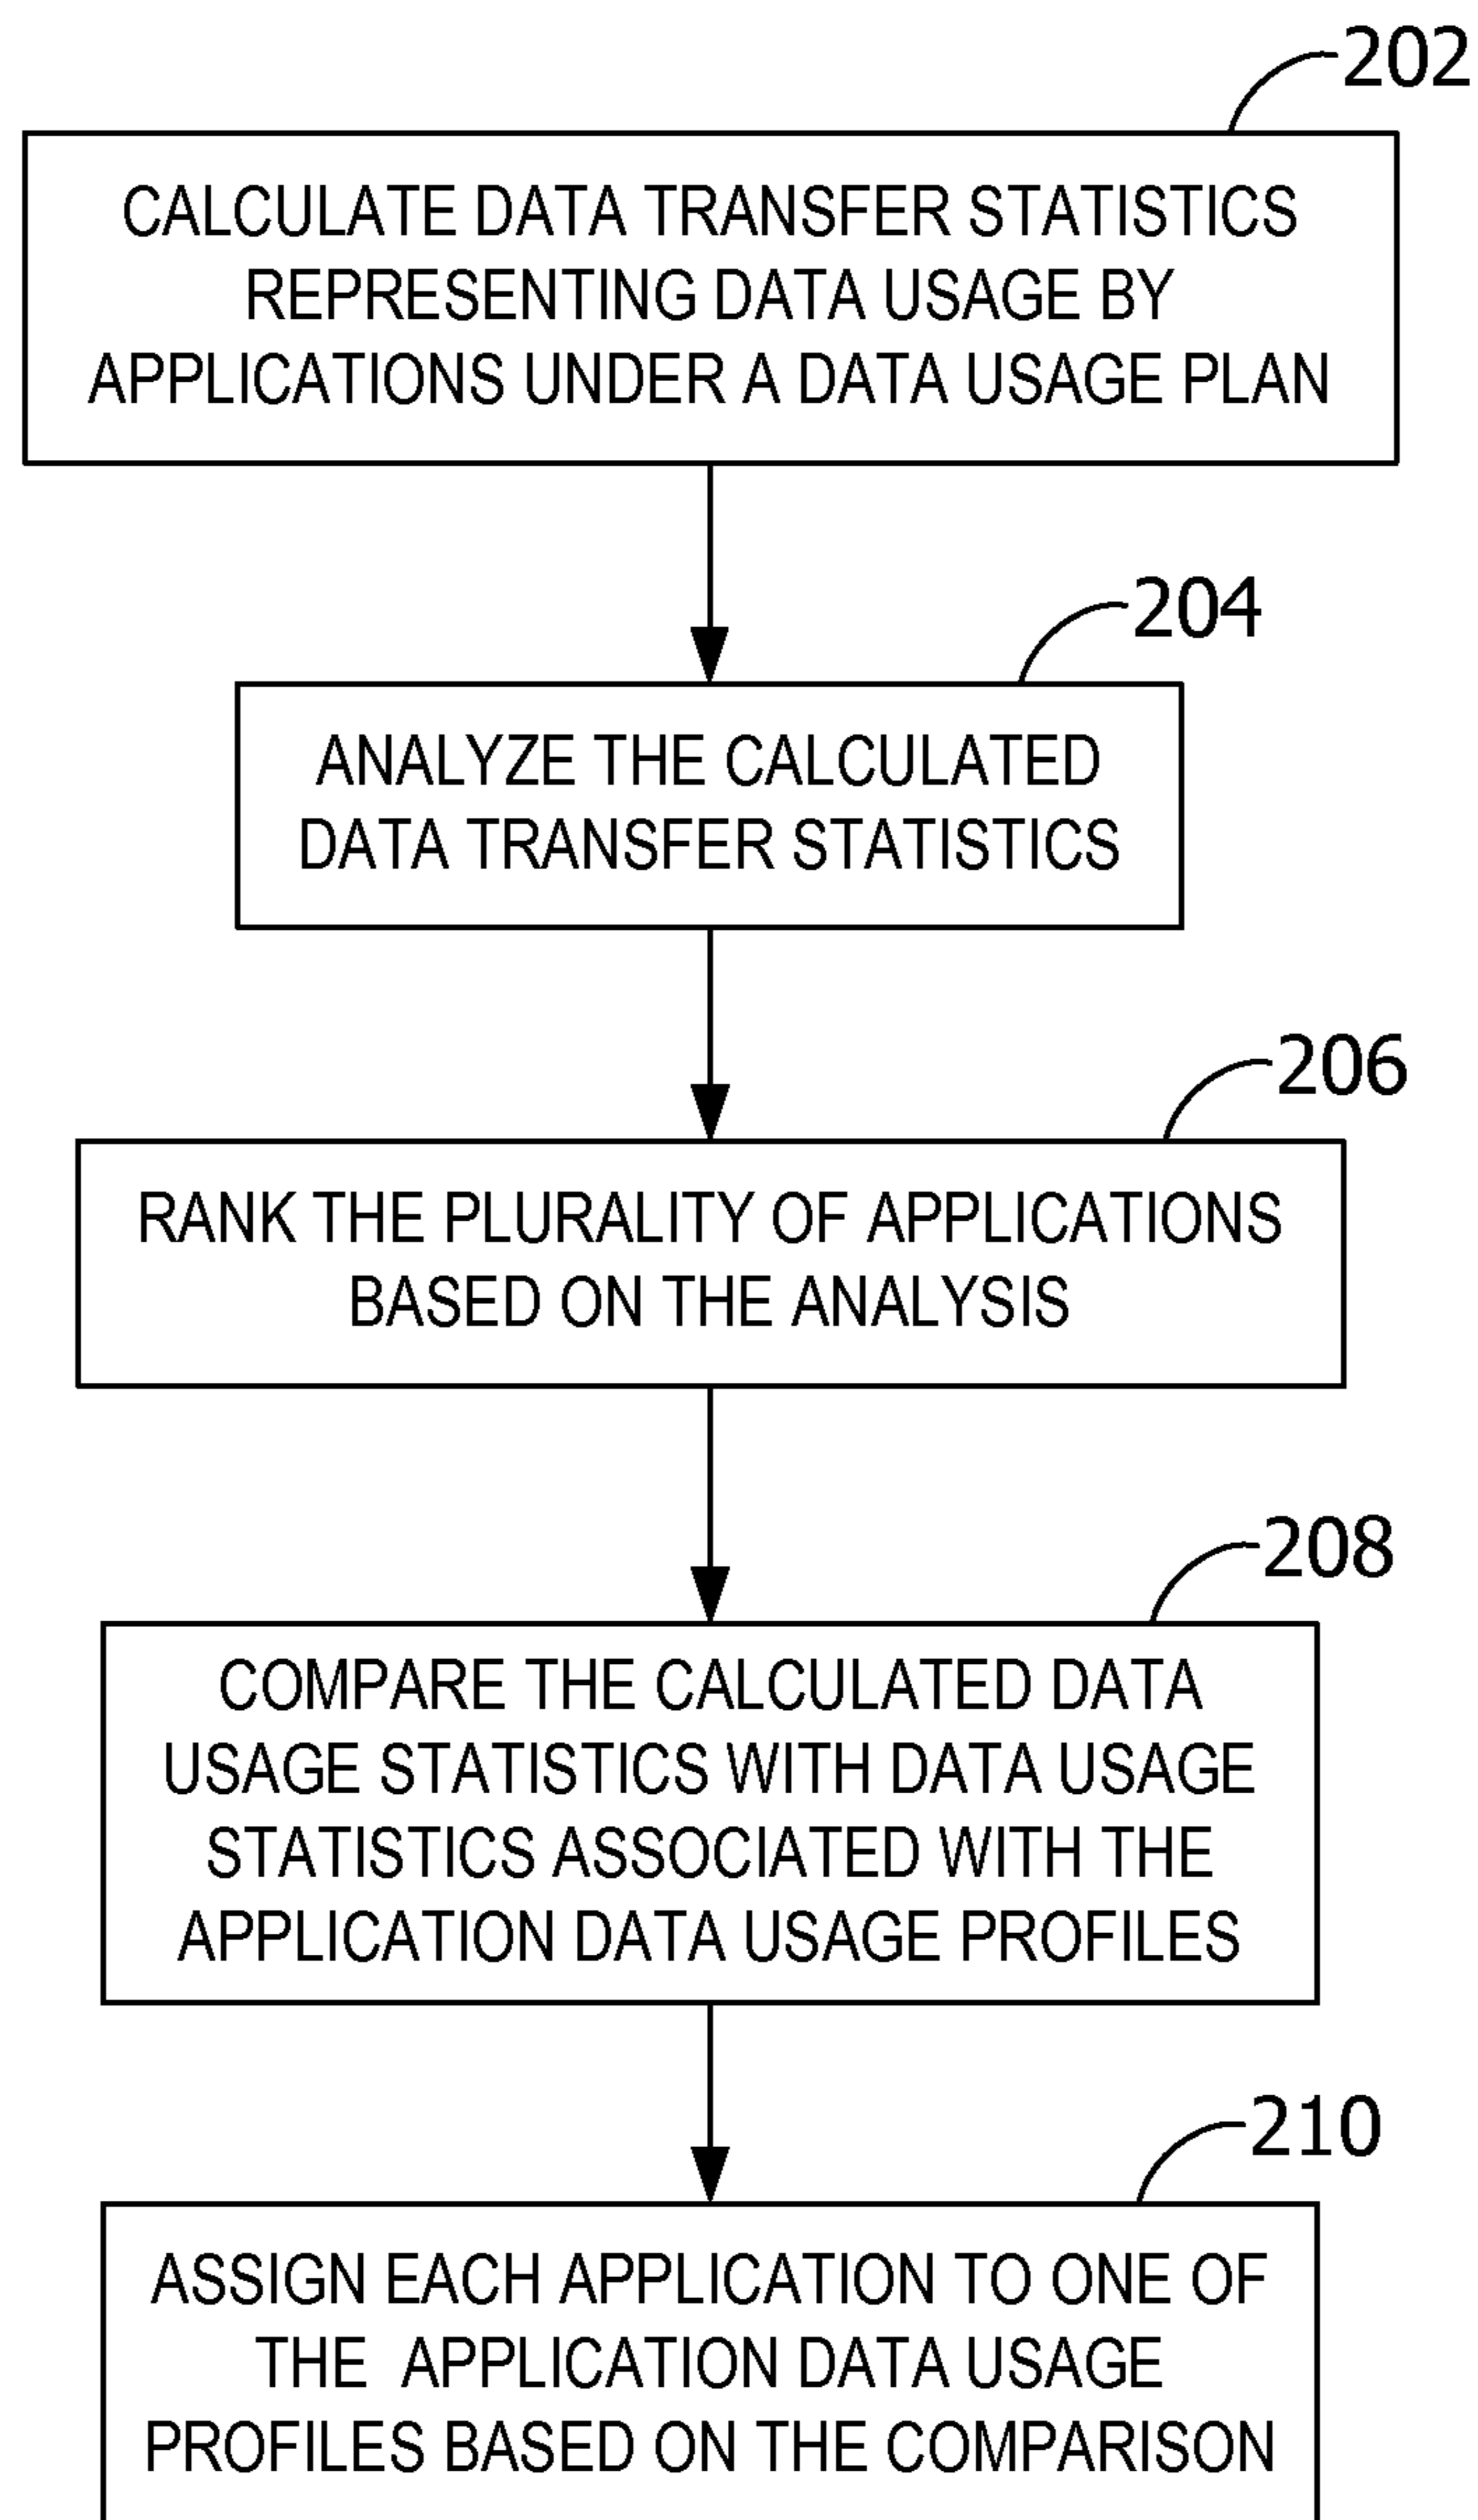 202
CALCULATE DATA TRANSFER STATISTICS
REPRESENTING DATA USAGE BY
APPLICATIONS UNDER A DATA USAGE PLAN
204
ANALYZE THE CALCULATED
DATA TRANSFER STATISTICS
206
RANK THE PLURALITY OF APPLICATIONS
BASED ON THE ANALYSIS
208
COMPARE THE CALCULATED DATA
USAGE STATISTICS WITH DATA USAGE
STATISTICS ASSOCIATED WITH THE
APPLICATION DATA USAGE PROFILES
210
ASSIGN EACH APPLICATION TO ONE OF
THE APPLICATION DATA USAGE
PROFILES BASED ON THE COMPARISON